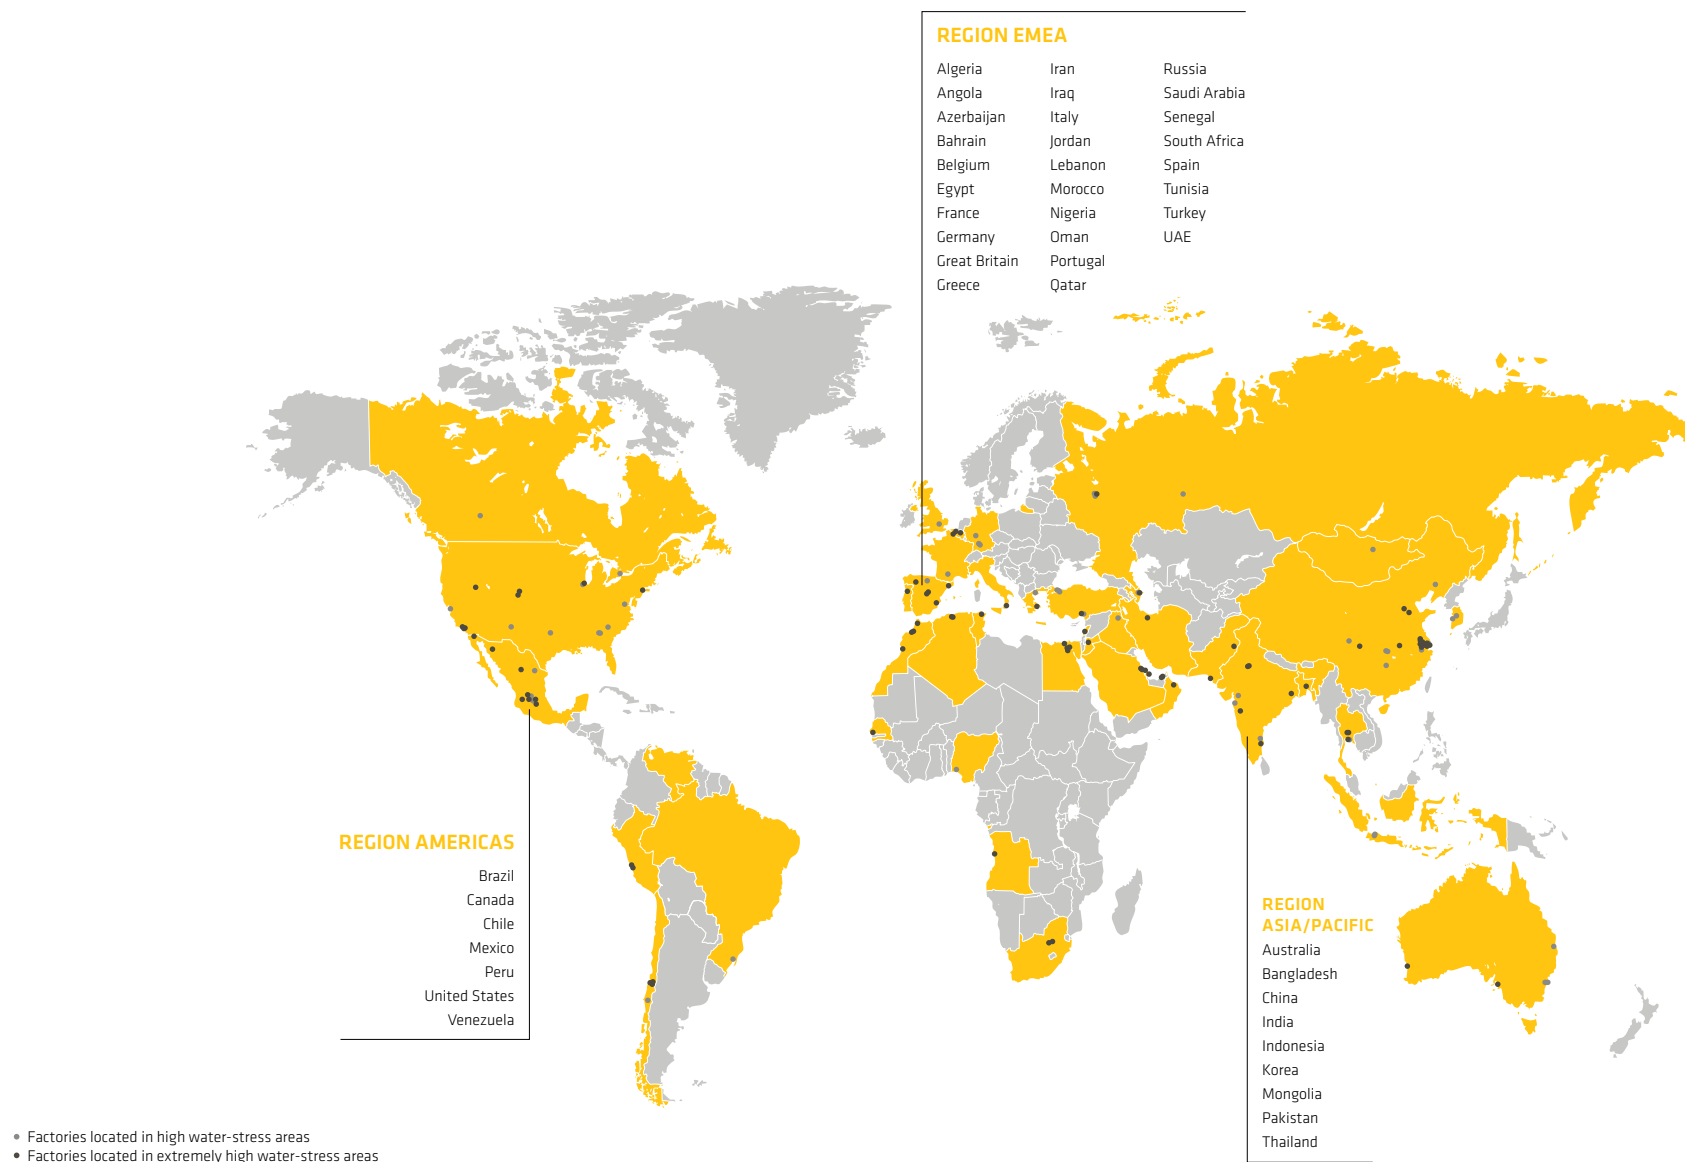 REGION EMEA
Algeria
Angola
Azerbaijan
Bahrain
Belgium
Egypt
France
Germany
Great Britain
Greece
Iran
Iraq
Italy
Jordan
Lebanon
Morocco
Nigeria
Oman
Portugal
Qatar
Russia
Saudi Arabia
Senegal
South Africa
Spain
Tunisia
Turkey
UAE
REGION AMERICAS
Brazil
Canada
Chile
Mexico
Peru
United States
Venezuela
REGION
ASIA/PACIFIC
Australia
Bangladesh
China
India
Indonesia
Korea
Mongolia
Pakistan
Thailand
Factories located in high water-stress areas
Factories located in extremely high water-stress areas